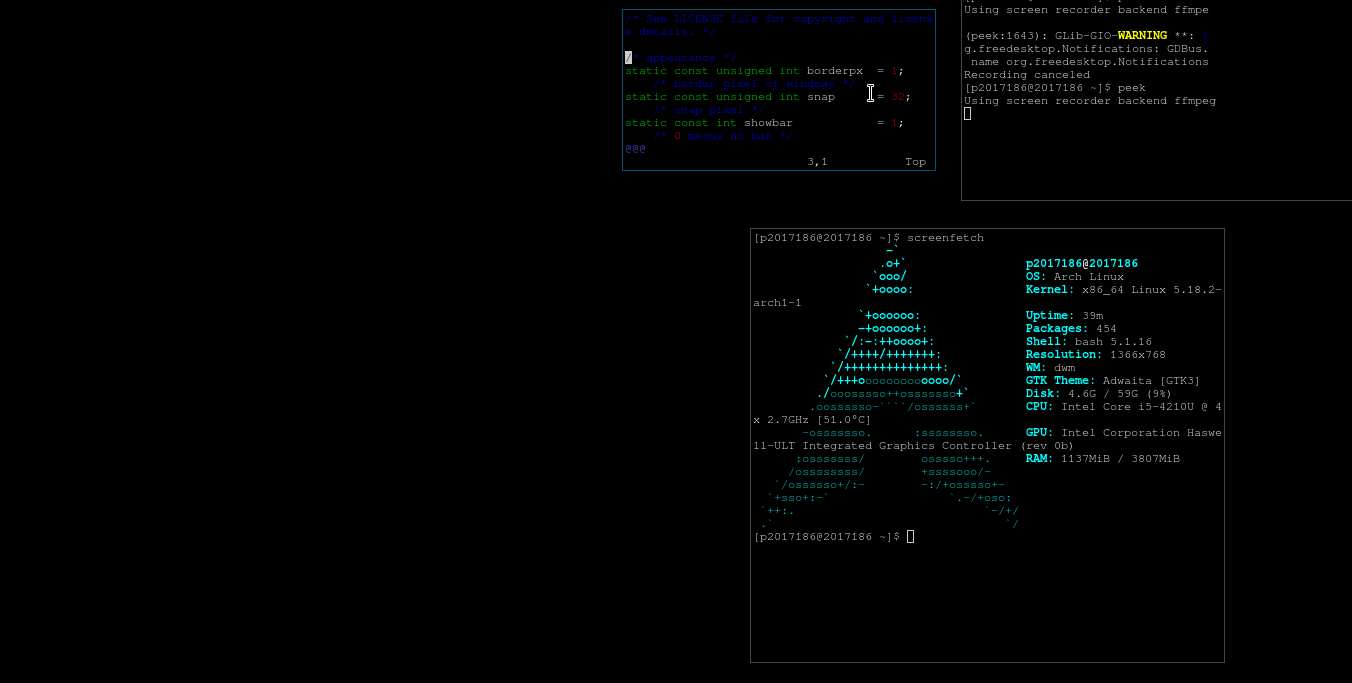 /* See LICENSE file for copyright and licens
e details. */
/* appearance */
static const unsigned int borderpx  = 1;
/* border pixel of windows */
static const unsigned int snap      = 32;
/* snap pixel */
static const int showbar            = 1;
/* 0 means no bar */
@@@
3,1           Top
Using screen recorder backend ffmpe
(peek:1643): GLib-GIO-WARNING **: 1
g.freedesktop.Notifications: GDBus.
name org.freedesktop.Notifications
Recording canceled
[p2017186@2017186 ~]$ peek
Using screen recorder backend ffmpeg
[p2017186@2017186 ~]$ screenfetch
-`
.o+`                 p2017186@2017186
`ooo/                OS: Arch Linux
`+oooo:               Kernel: x86_64 Linux 5.18.2-
arch1-1
`+oooooo:              Uptime: 39m
-+oooooo+:             Packages: 454
`/:-:++oooo+:            Shell: bash 5.1.16
`/++++/+++++++:           Resolution: 1366x768
`/++++++++++++++:          WM: dwm
`/+++ooooooooooooo/`        GTK Theme: Adwaita [GTK3]
./ooosssso++osssssso+`       Disk: 4.6G / 59G (9%)
.oossssso-````/ossssss+`      CPU: Intel Core i5-4210U @ 4
x 2.7GHz [51.0°C]
-osssssso.      :ssssssso.     GPU: Intel Corporation Haswe
ll-ULT Integrated Graphics Controller (rev 0b)
:osssssss/        osssso+++.    RAM: 1137MiB / 3807MiB
/ossssssss/        +ssssooo/-
`/ossssso+/:-        -:/+osssso+-
`+sso+:-`                 `.-/+oso:
`++:.                           `-/+/
.`                                 `/
[p2017186@2017186 ~]$